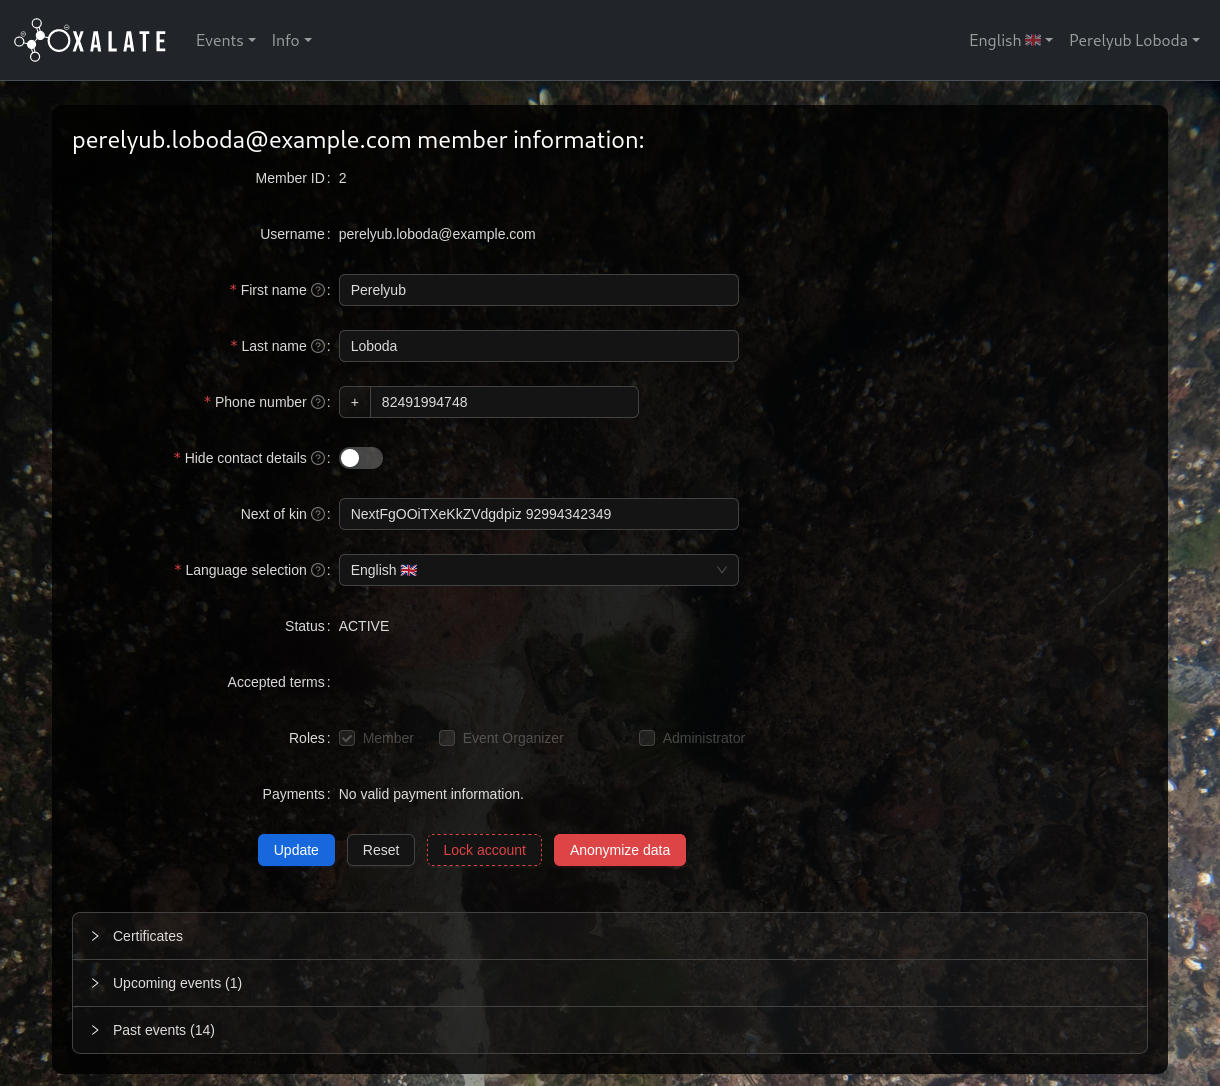 OXALATE Events Info English 🇬🇧 Perelyub Loboda
perelyub.loboda@example.com member information:
Member ID : 2
Username : perelyub.loboda@example.com
* First name ? : Perelyub
* Last name ? : Loboda
* Phone number ? : + 82491994748
* Hide contact details ? :
Next of kin ? : NextFgOOiTXeKkZVdgdpiz 92994342349
* Language selection ? : English 🇬🇧
Status : ACTIVE
Accepted terms :
Roles : Member Event Organizer Administrator
Payments : No valid payment information.
Update Reset Lock account Anonymize data
Certificates
Upcoming events (1)
Past events (14)